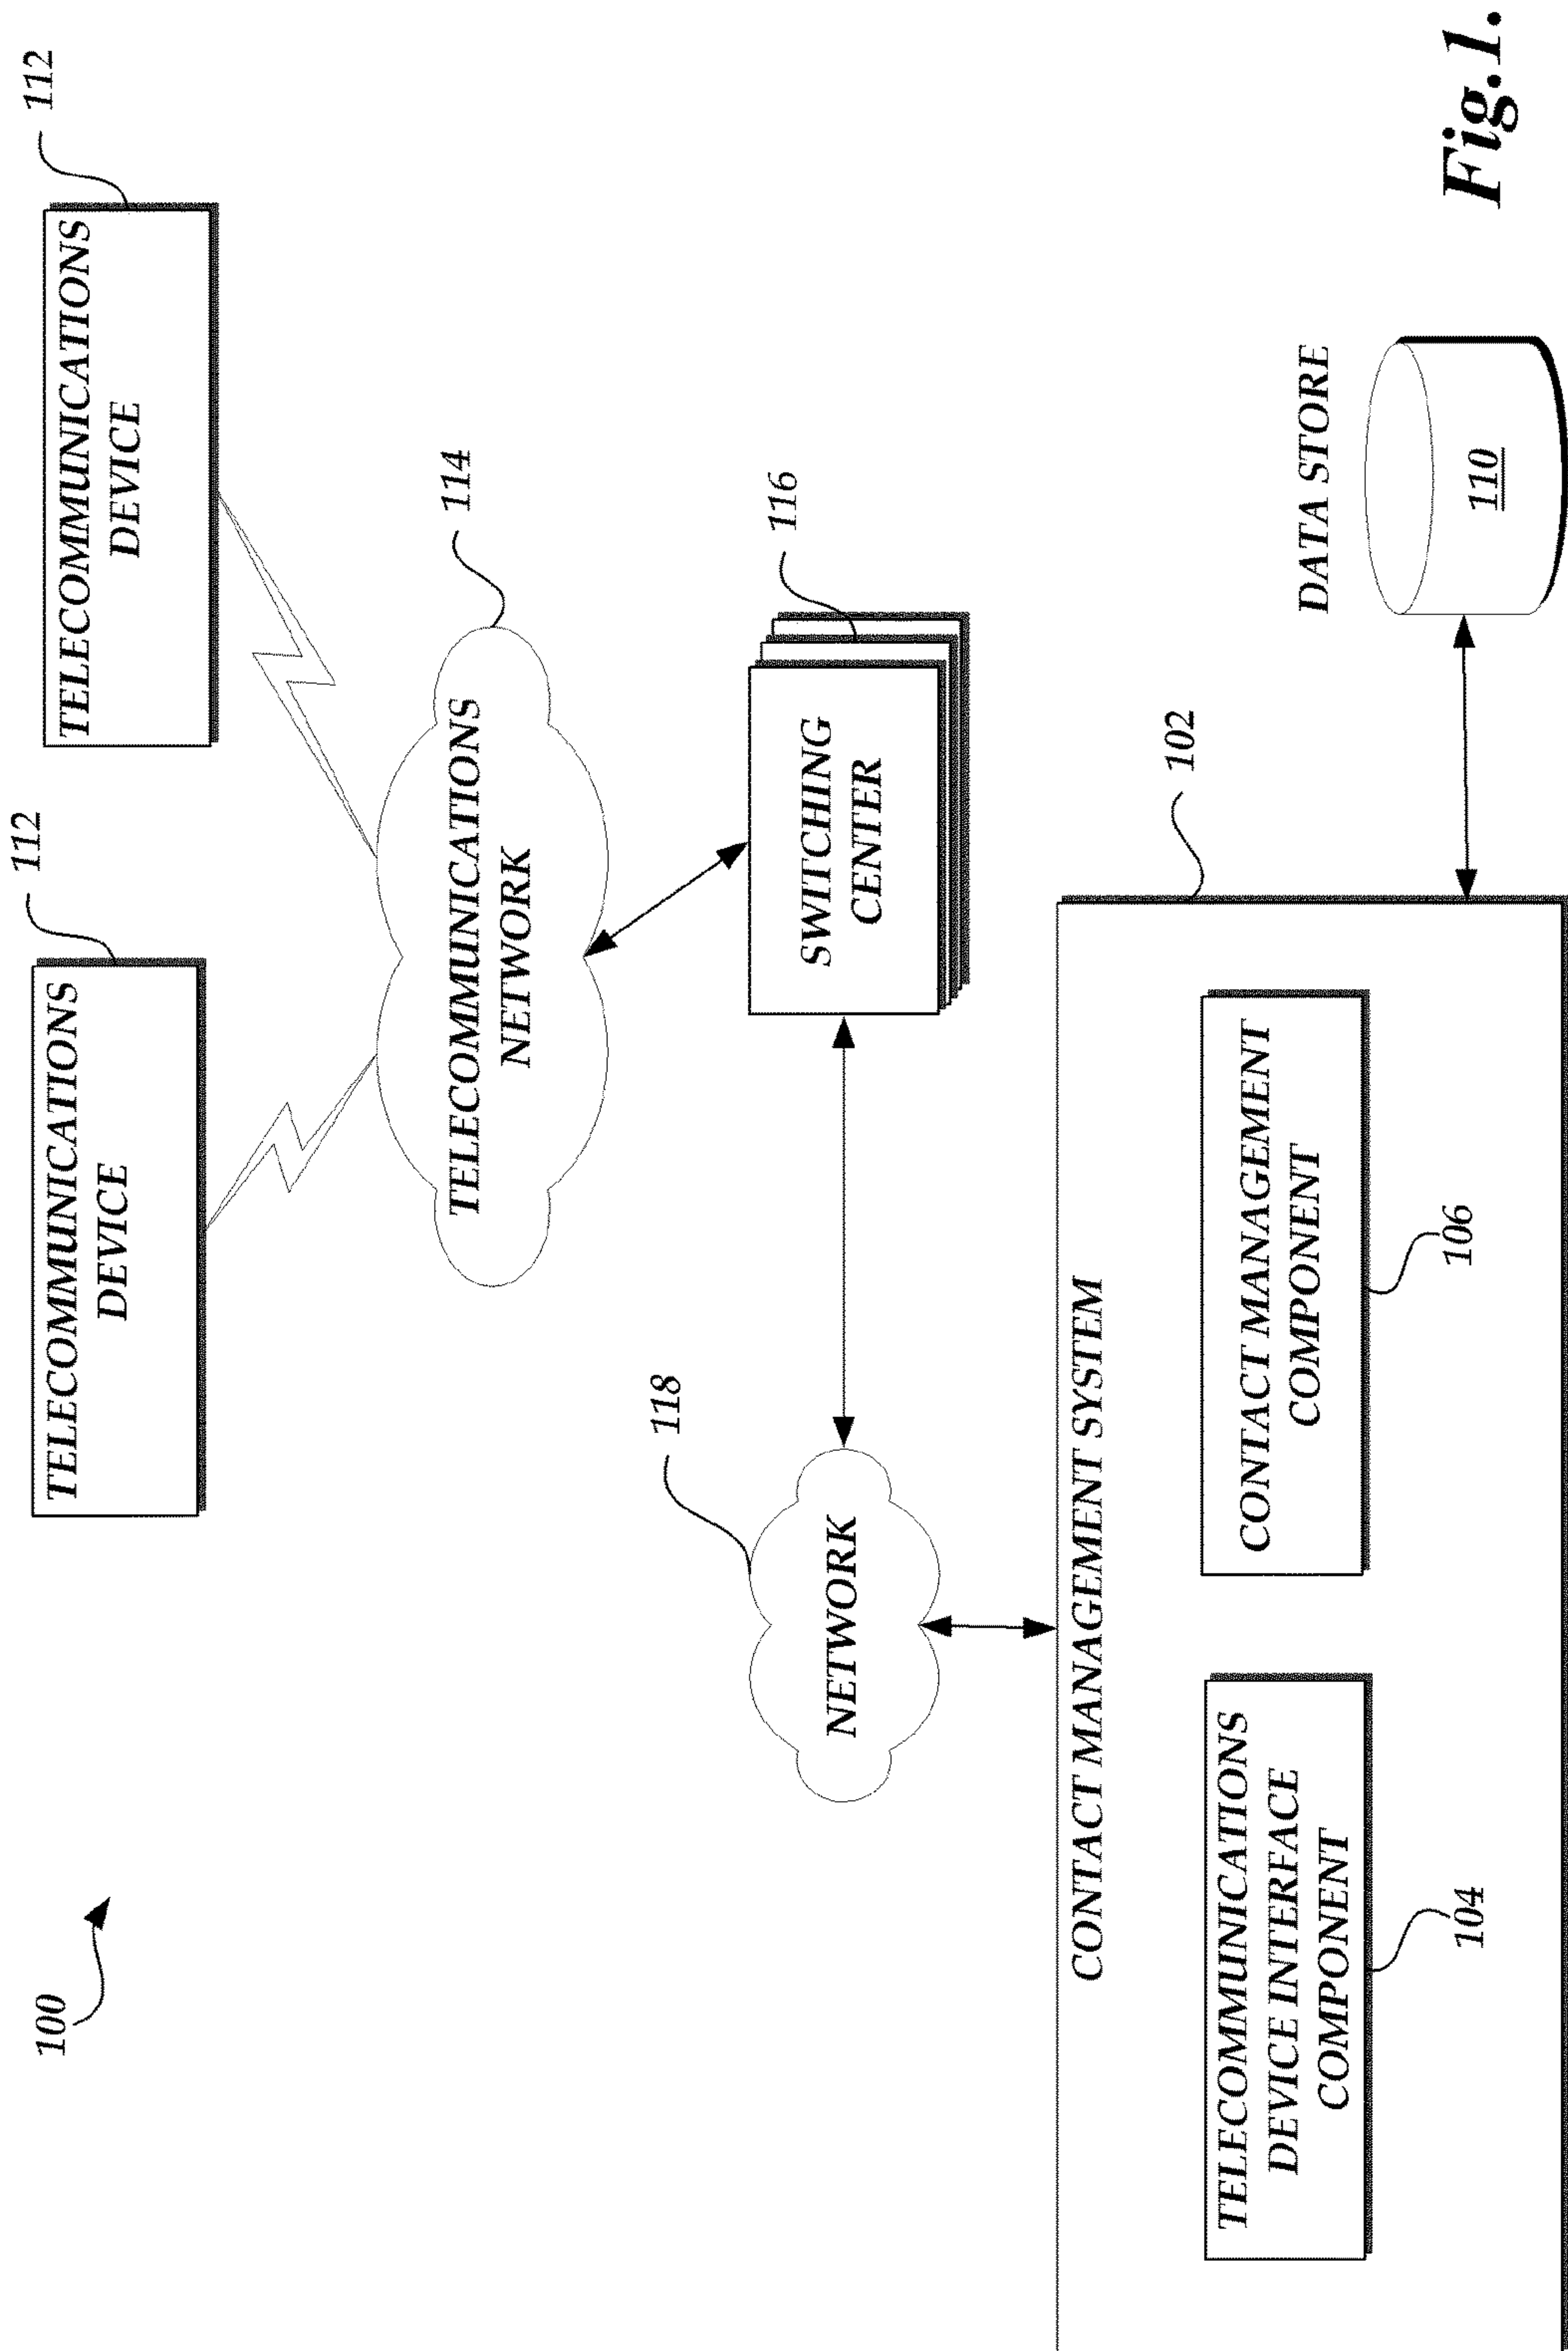 100
112
112
TELECOMMUNICATIONS
DEVICE
TELECOMMUNICATIONS
DEVICE
114
TELECOMMUNICATIONS
NETWORK
118
116
NETWORK
SWITCHING
CENTER
102
CONTACT MANAGEMENT SYSTEM
TELECOMMUNICATIONS
DEVICE INTERFACE
COMPONENT
104
CONTACT MANAGEMENT
COMPONENT
106
DATA STORE
110
Fig.1.